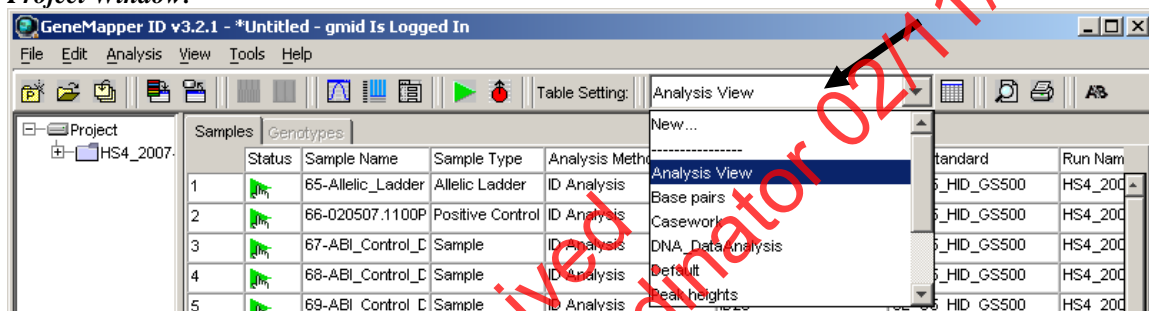 Project Window:
GeneMapper ID v3.2.1 - *Untitled - gmid Is Logged In
File Edit Analysis View Tools Help
Table Setting: Analysis View
Project
HS4_2007-
Samples Genotypes
Status Sample Name Sample Type Analysis Metho tandard Run Nam
1 65-Allelic_Ladder Allelic Ladder ID Analysis _HID_GS500 HS4_200
2 66-020507.1100P Positive Control ID Analysis _HID_GS500 HS4_200
3 67-ABI_Control_D Sample ID Analysis _HID_GS500 HS4_200
4 68-ABI_Control_D Sample ID Analysis _HID_GS500 HS4_200
5 69-ABI_Control_D Sample ID Analysis _HID_GS500 HS4_200
New...
---------------
Analysis View
Base pairs
Casework
DNA_DataAnalysis
Default
Peak heights